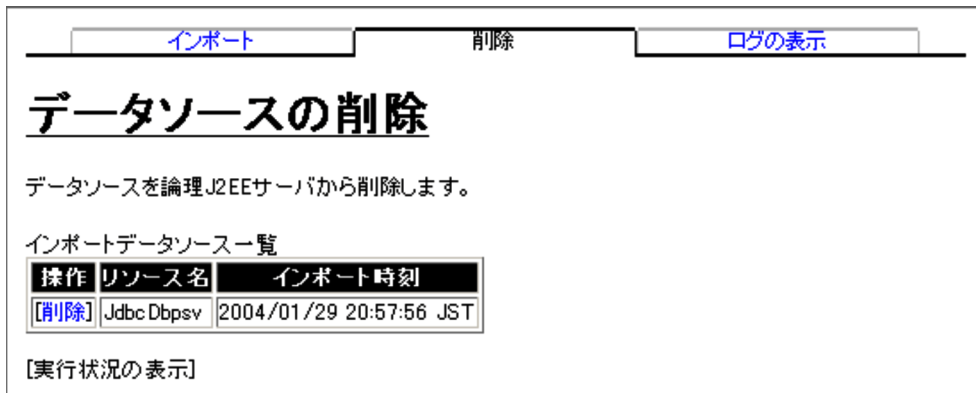 インポート 削除 ログの表示
データソースの削除
データソースを論理J2EEサーバから削除します。
インポートデータソース一覧
操作 リソース名 インポート時刻
[削除] JdbcDbpsv 2004/01/29 20:57:56 JST
[実行状況の表示]